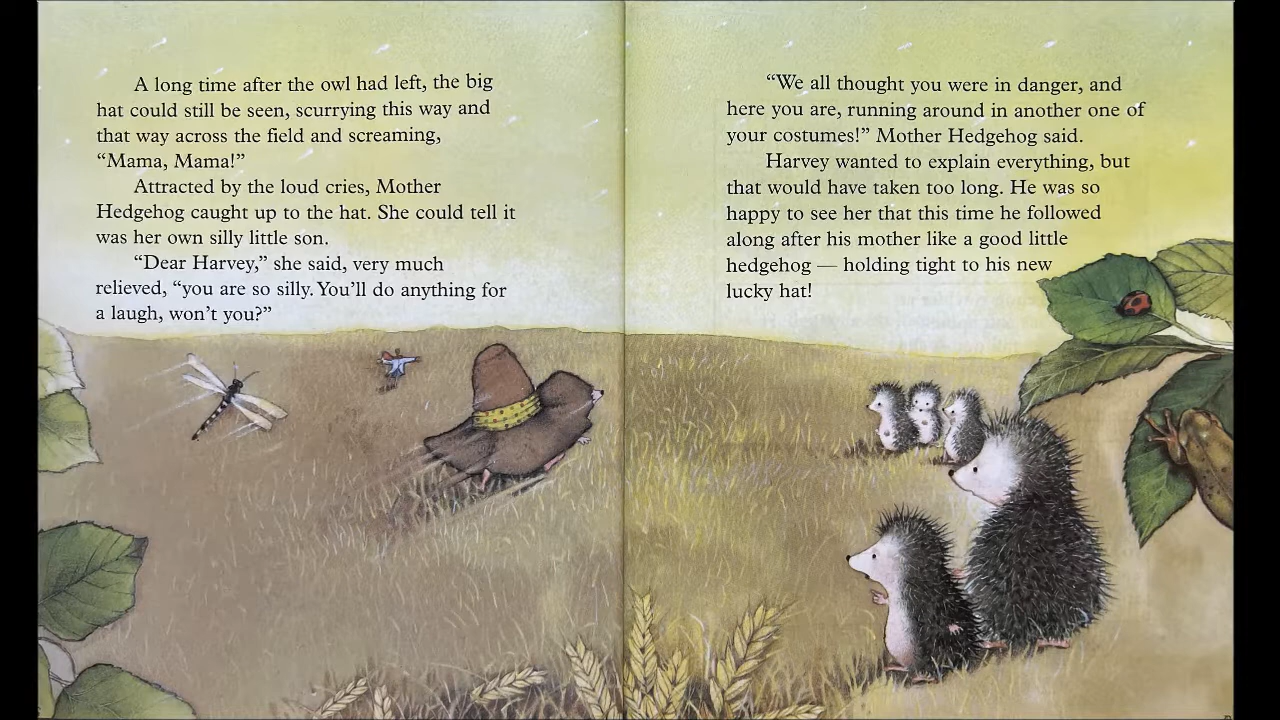 A long time after the owl had left, the big
hat could still be seen, scurrying this way and
that way across the field and screaming,
“Mama, Mama!”
Attracted by the loud cries, Mother
Hedgehog caught up to the hat. She could tell it
was her own silly little son.
“Dear Harvey,” she said, very much
relieved, “you are so silly. You’ll do anything for
a laugh, won’t you?”
“We all thought you were in danger, and
here you are, running around in another one of
your costumes!” Mother Hedgehog said.
Harvey wanted to explain everything, but
that would have taken too long. He was so
happy to see her that this time he followed
along after his mother like a good little
hedgehog — holding tight to his new
lucky hat!